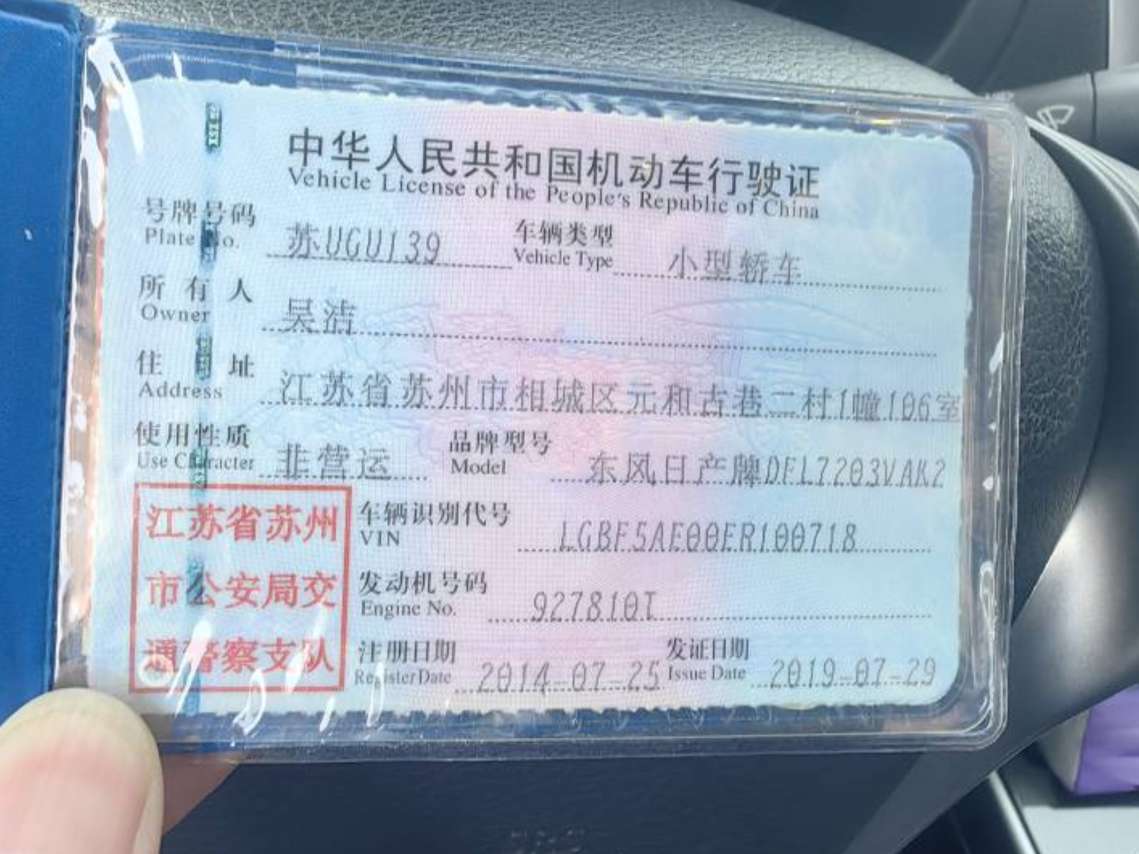 中华人民共和国机动车行驶证
Vehicle License of the People's Republic of China
号牌号码 苏UGU139 车辆类型 小型轿车
Plate No. Vehicle Type
所有人 吴洁
Owner
住址 江苏省苏州市相城区元和古巷二村1幢106室
Address
使用性质 非营运 品牌型号 东风日产牌DFL7203VAK2
Use Character Model
江苏省苏州
市公安局交
通警察支队
车辆识别代号 LGBF5AE00ER100718
VIN
发动机号码 927810T
Engine No.
注册日期 2014-07-25 发证日期 2019-07-29
Register Date Issue Date